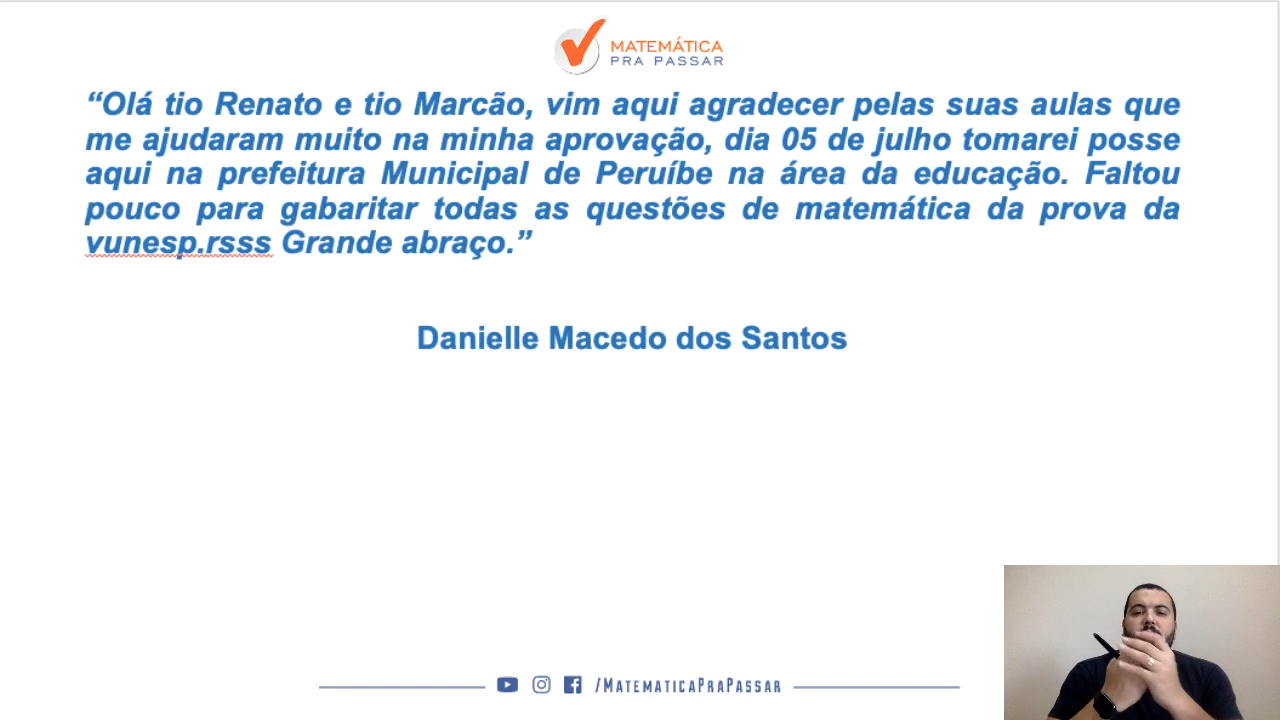 MATEMÁTICA
PRA PASSAR
“Olá tio Renato e tio Marcão, vim aqui agradecer pelas suas aulas que
me ajudaram muito na minha aprovação, dia 05 de julho tomarei posse
aqui na prefeitura Municipal de Peruíbe na área da educação. Faltou
pouco para gabaritar todas as questões de matemática da prova da
vunesp.rsss Grande abraço.”
Danielle Macedo dos Santos
/MATEMATICAPRAPASSAR